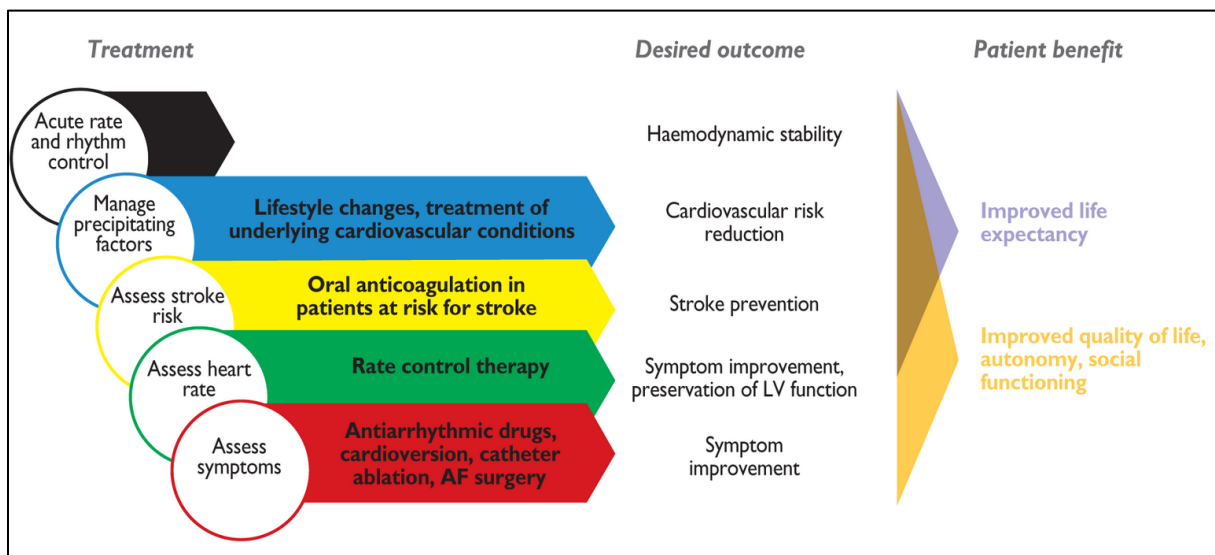 Treatment
Desired outcome
Patient benefit
Acute rate
and rhythm
control
Haemodynamic stability
Manage
precipitating
factors
Lifestyle changes, treatment of
underlying cardiovascular conditions
Cardiovascular risk
reduction
Improved life
expectancy
Assess stroke
risk
Oral anticoagulation in
patients at risk for stroke
Stroke prevention
Assess heart
rate
Rate control therapy
Symptom improvement,
preservation of LV function
Improved quality of life,
autonomy, social
functioning
Assess
symptoms
Antiarrhythmic drugs,
cardioversion, catheter
ablation, AF surgery
Symptom
improvement